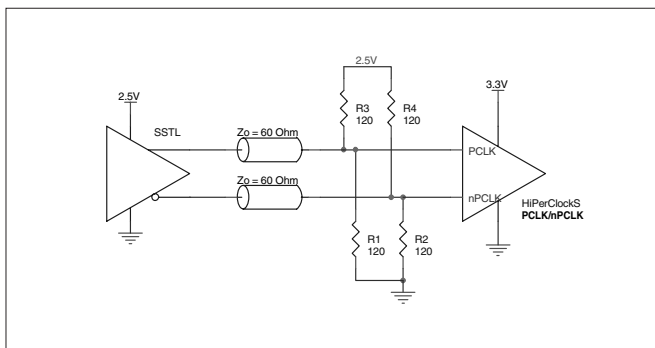 2.5V
2.5V
3.3V
SSTL
Zo = 60 Ohm
R3
120
R4
120
PCLK
Zo = 60 Ohm
nPCLK
HiPerClockS
PCLK/nPCLK
R1
120
R2
120